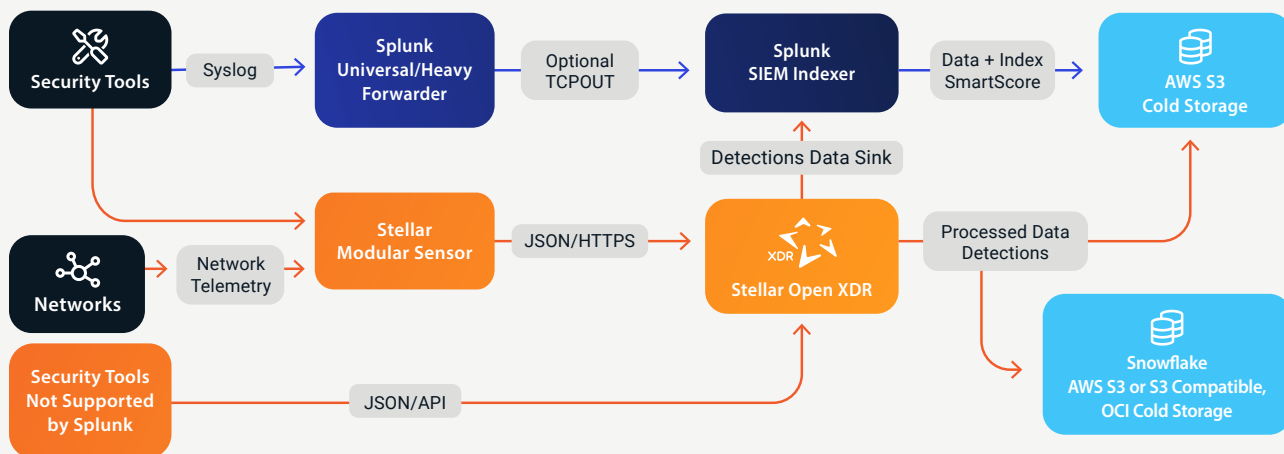 Security Tools
Syslog
Splunk
Universal/Heavy
Forwarder
Optional
TCPOUT
Splunk
SIEM Indexer
Data + Index
SmartScore
AWS S3
Cold Storage
Detections Data Sink
Networks
Network
Telemetry
Stellar
Modular Sensor
JSON/HTTPS
XDR
Stellar Open XDR
Processed Data
Detections
Security Tools
Not Supported
by Splunk
JSON/API
Snowflake
AWS S3 or S3 Compatible,
OCI Cold Storage